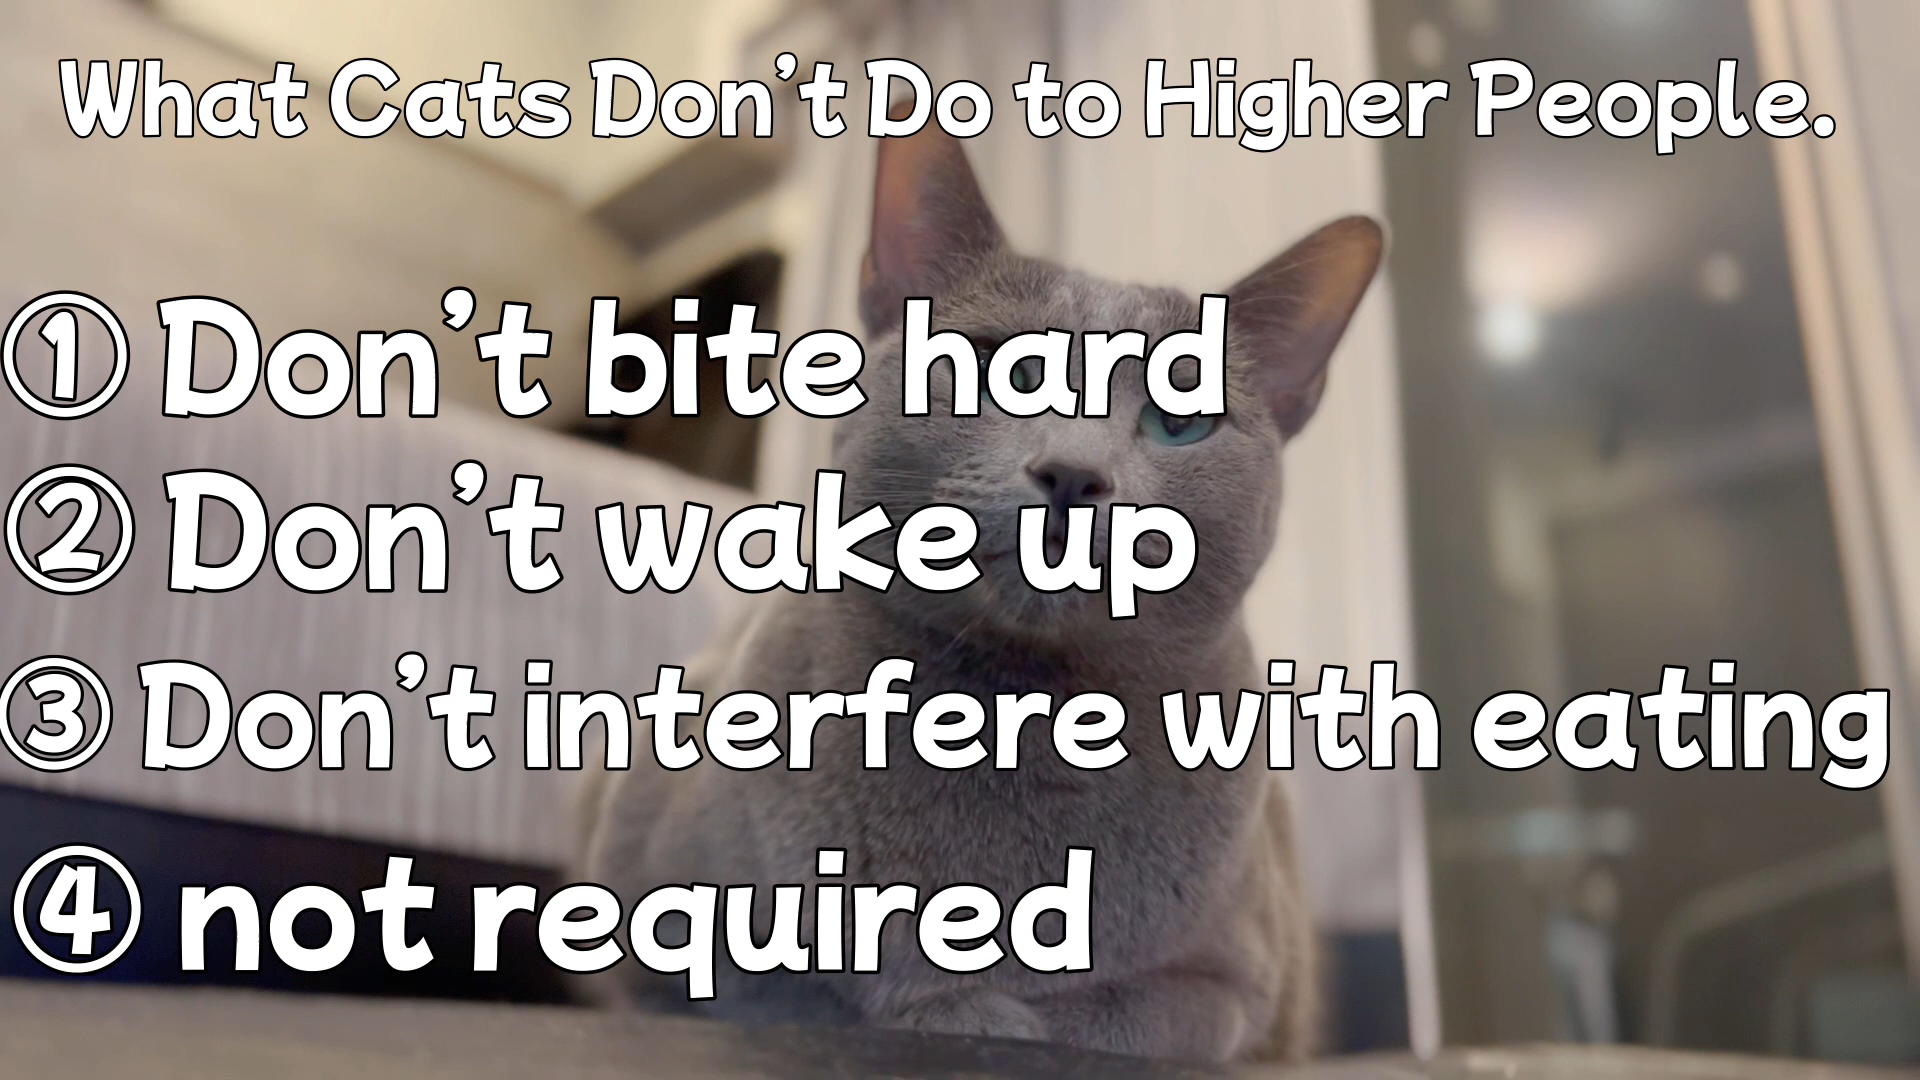 What Cats Don't Do to Higher People.
① Don't bite hard
② Don't wake up
③ Don't interfere with eating
④ not required